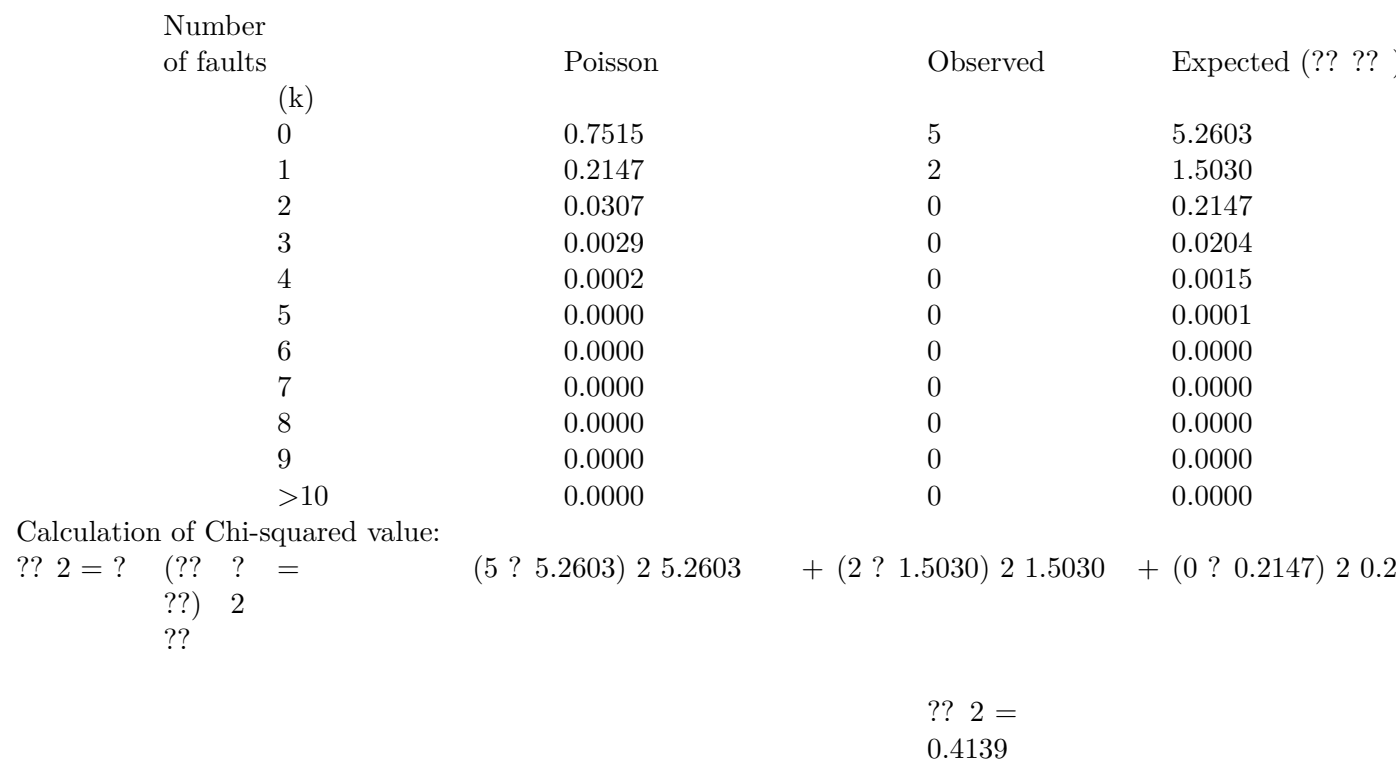 Number
of faults Poisson Observed Expected (?? ?? )
(k)
0 0.7515 5 5.2603
1 0.2147 2 1.5030
2 0.0307 0 0.2147
3 0.0029 0 0.0204
4 0.0002 0 0.0015
5 0.0000 0 0.0001
6 0.0000 0 0.0000
7 0.0000 0 0.0000
8 0.0000 0 0.0000
9 0.0000 0 0.0000
>10 0.0000 0 0.0000
Calculation of Chi-squared value:
?? 2 = ? (?? ? = (5 ? 5.2603) 2 5.2603 + (2 ? 1.5030) 2 1.5030 + (0 ? 0.2147) 2 0.2
??) 2
??
?? 2 =
0.4139